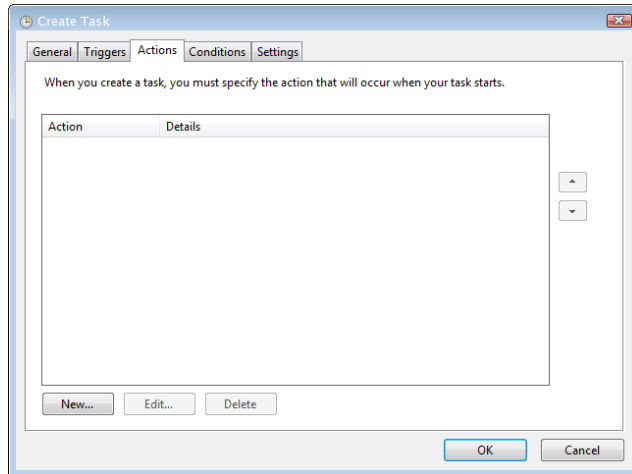 Create Task
General Triggers Actions Conditions Settings
When you create a task, you must specify the action that will occur when your task starts.
Action Details
New... Edit... Delete
OK Cancel